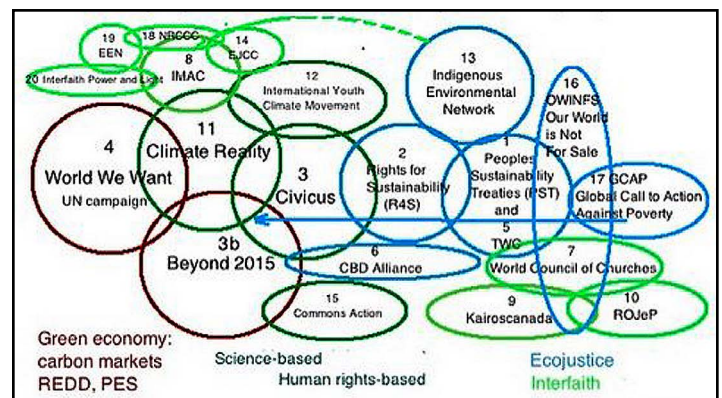 19
EEN
18 NRCCC
14
EJCC
8
IMAC
20 Interfaith Power and Light
12
International Youth
Climate Movement
13
Indigenous
Environmental
Network
16
OWINFS
Our World
is Not
For Sale
11
Climate Reality
4
World We Want
UN campaign
3
Civicus
2
Rights for
Sustainability
(R4S)
1
Peoples
Sustainability
Treaties (PST)
and
5
TWC
17 GCAP
Global Call to Action
Against Poverty
3b
Beyond 2015
6
CBD Alliance
7
World Council of Churches
15
Commons Action
9
Kairoscanada
10
ROJeP
Green economy:
carbon markets
REDD, PES
Science-based
Human rights-based
Ecojustice
Interfaith